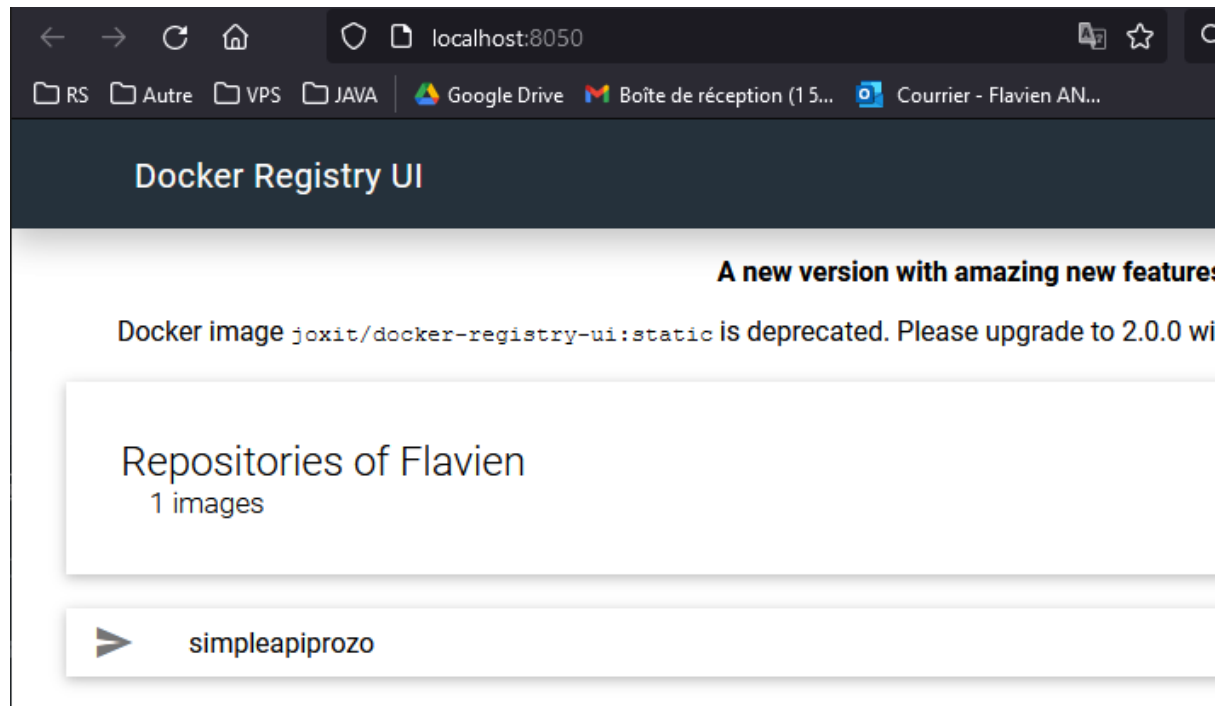 localhost:8050
RS Autre VPS JAVA Google Drive Boîte de réception (1 5... Courrier - Flavien AN...
Docker Registry UI
A new version with amazing new features
Docker image joxit/docker-registry-ui:static is deprecated. Please upgrade to 2.0.0 wi
Repositories of Flavien
1 images
simpleapiprozo